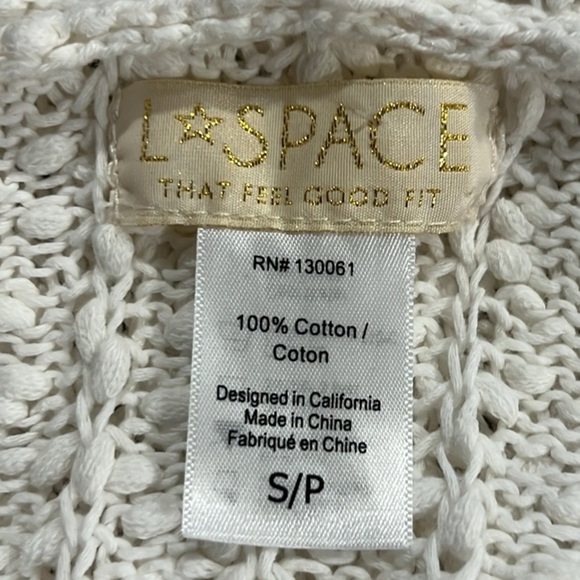 L☆SPACE
THAT FEEL GOOD FIT
RN# 130061
100% Cotton /
Coton
Designed in California
Made in China
Fabriqué en Chine
S/P